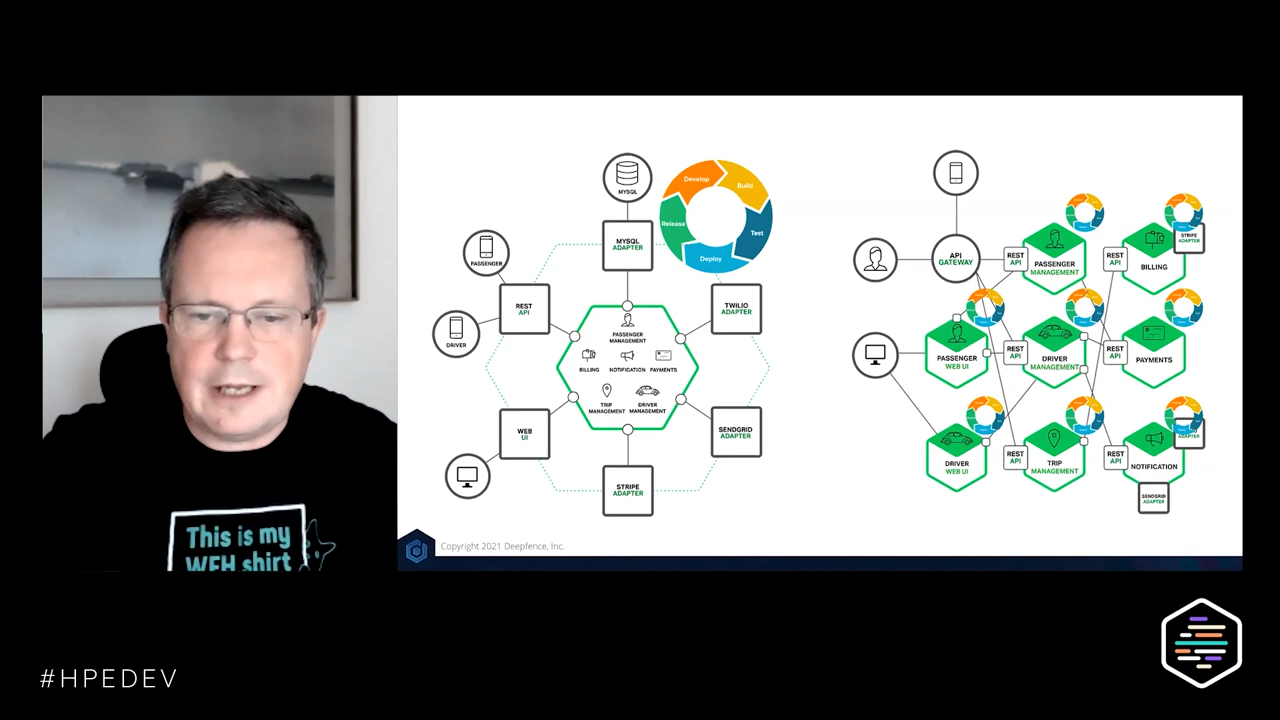 This is my
WFH shirt
MYSQL
MYSQL
ADAPTER
Develop
Build
Test
Deploy
Release
PASSENGER
REST
API
DRIVER
TWILIO
ADAPTER
PASSENGER
MANAGEMENT
BILLING
NOTIFICATION
PAYMENTS
TRIP
MANAGEMENT
DRIVER
MANAGEMENT
WEB
UI
SENDGRID
ADAPTER
STRIPE
ADAPTER
API
GATEWAY
REST
API
PASSENGER
MANAGEMENT
REST
API
BILLING
STRIPE
ADAPTER
PASSENGER
WEB UI
REST
API
DRIVER
MANAGEMENT
REST
API
PAYMENTS
DRIVER
WEB UI
REST
API
TRIP
MANAGEMENT
REST
API
NOTIFICATION
ADAPTER
SENDGRID
ADAPTER
Copyright 2021 Deepfence, Inc.
#HPEDEV